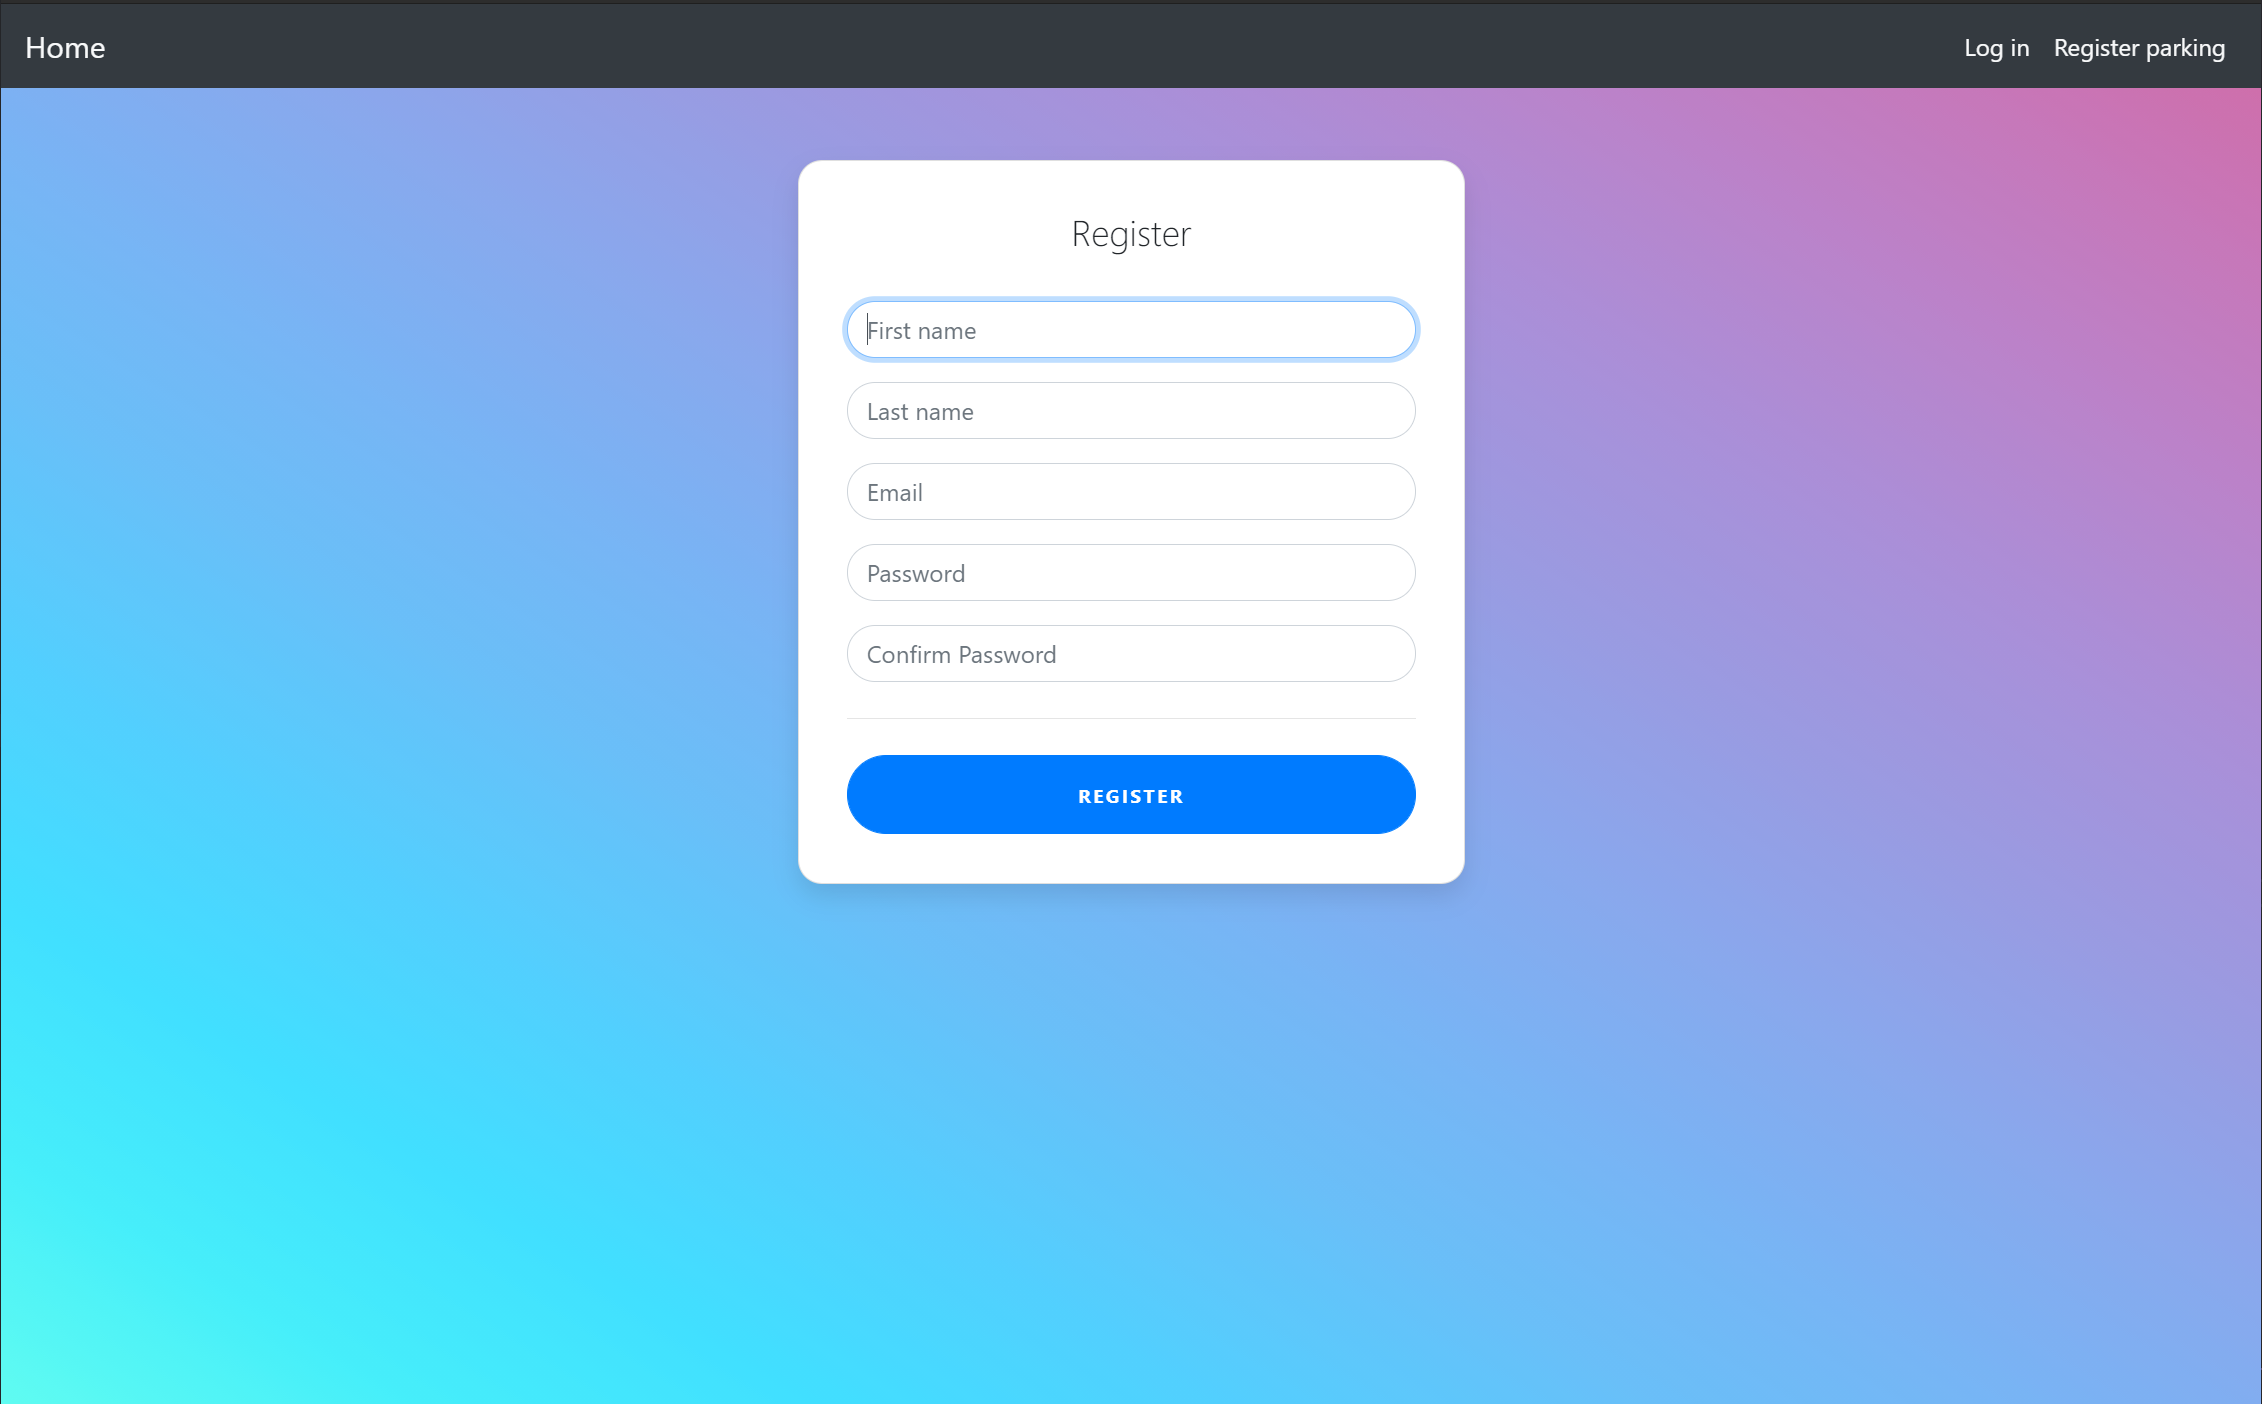 Home
Log in Register parking
Register
First name
Last name
Email
Password
Confirm Password
REGISTER